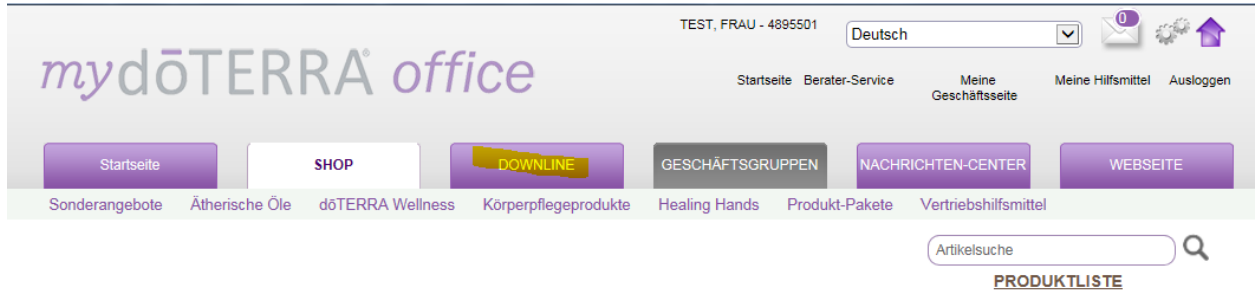 TEST, FRAU - 4895501
Deutsch
0
mydōTERRA® office
Startseite Berater-Service Meine Geschäftsseite Meine Hilfsmittel Ausloggen
Startseite SHOP DOWNLINE GESCHÄFTSGRUPPEN NACHRICHTEN-CENTER WEBSEITE
Sonderangebote Ätherische Öle dōTERRA Wellness Körperpflegeprodukte Healing Hands Produkt-Pakete Vertriebshilfsmittel
Artikelsuche
PRODUKTLISTE